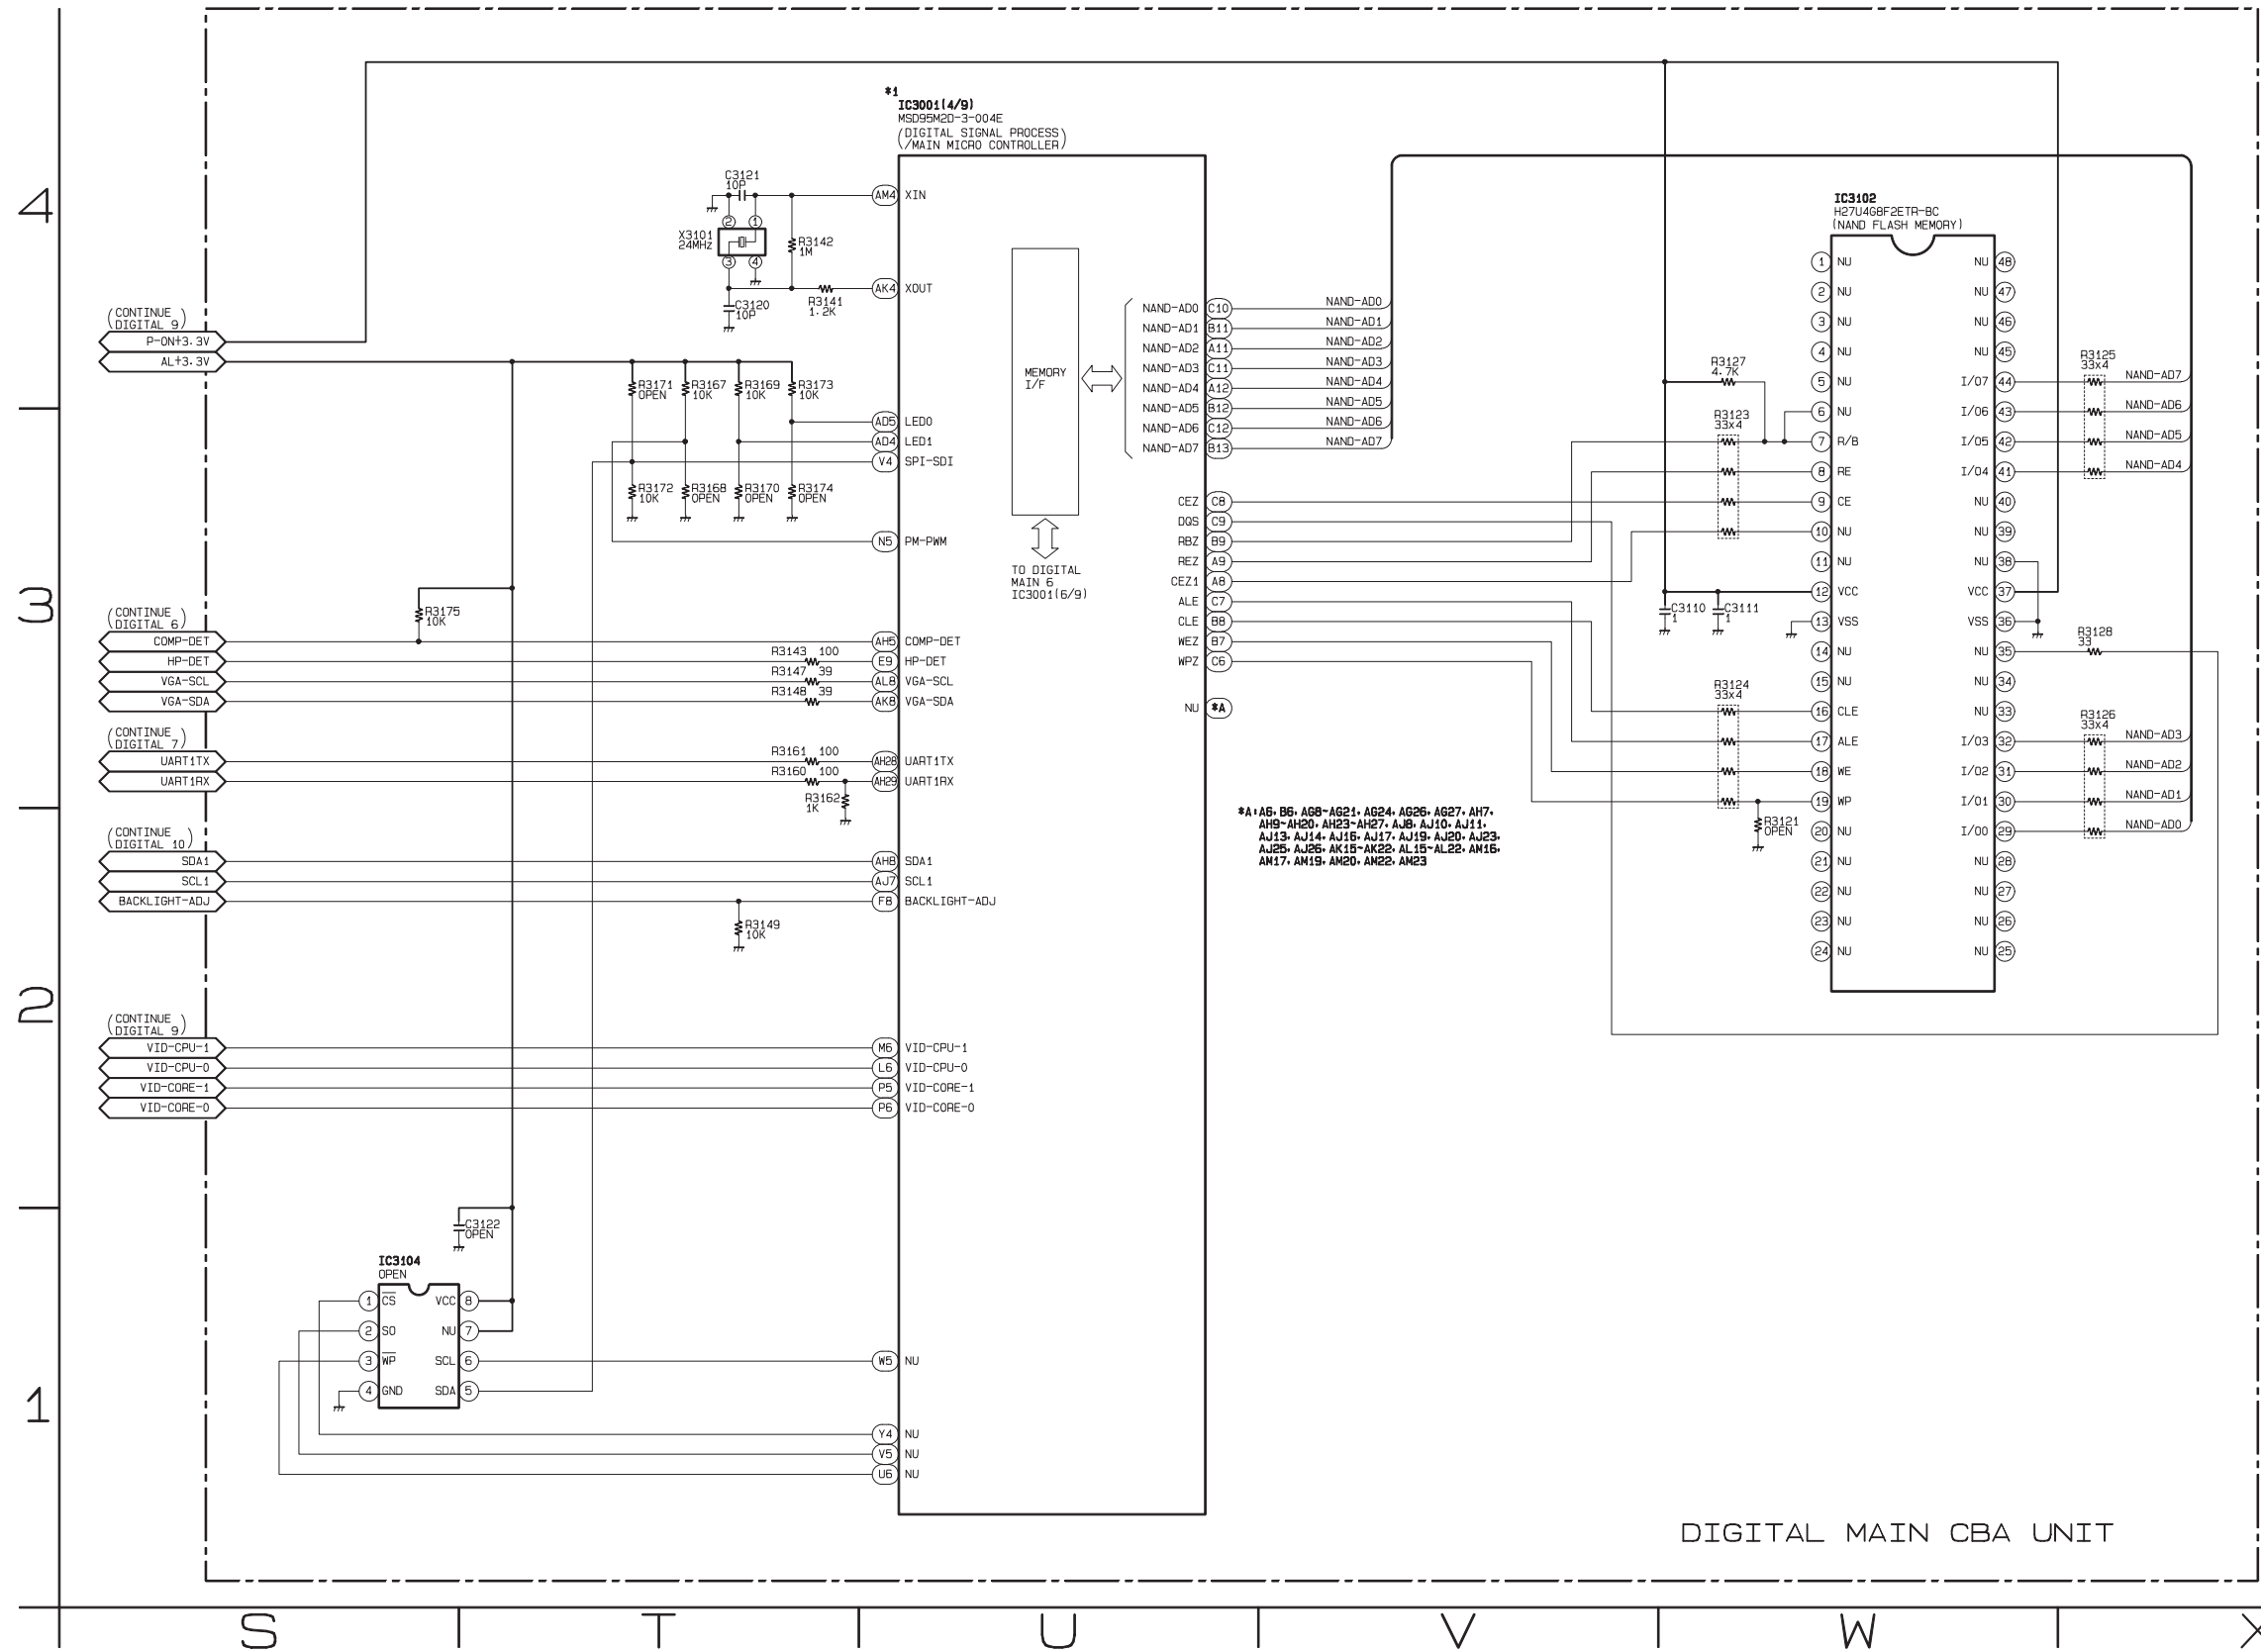 4
3
2
1
S
T
U
V
W
X
*1
IC3001(4/9)
MSD95M2D-3-004E
(DIGITAL SIGNAL PROCESS
/MAIN MICRO CONTROLLER)
C3121
10P
X3101
24MHz
2
1
3
4
R3142
1M
C3120
10P
R3141
1.2K
AM4 XIN
AK4 XOUT
(CONTINUE
DIGITAL 9)
P-ON+3.3V
AL+3.3V
R3171
OPEN
R3167
10K
R3169
10K
R3173
10K
R3172
10K
R3168
OPEN
R3170
OPEN
R3174
OPEN
AD5 LED0
AD4 LED1
V4 SPI-SDI
N5 PM-PWM
R3175
10K
(CONTINUE
DIGITAL 6)
COMP-DET
HP-DET
VGA-SCL
VGA-SDA
R3143 100
R3147 39
R3148 39
AH5 COMP-DET
E9 HP-DET
AL8 VGA-SCL
AK8 VGA-SDA
(CONTINUE
DIGITAL 7)
UART1TX
UART1RX
R3161 100
R3160 100
R3162
1K
AH28 UART1TX
AH29 UART1RX
(CONTINUE
DIGITAL 10)
SDA1
SCL1
BACKLIGHT-ADJ
R3149
10K
AH8 SDA1
AJ7 SCL1
F8 BACKLIGHT-ADJ
(CONTINUE
DIGITAL 9)
VID-CPU-1
VID-CPU-0
VID-CORE-1
VID-CORE-0
M6 VID-CPU-1
L6 VID-CPU-0
P5 VID-CORE-1
P6 VID-CORE-0
C3122
OPEN
IC3104
OPEN
1 CS VCC 8
2 SO NU 7
3 WP SCL 6
4 GND SDA 5
W5 NU
Y4 NU
V5 NU
U6 NU
MEMORY
I/F
TO DIGITAL
MAIN 6
IC3001(6/9)
NAND-AD0 C10 NAND-AD0
NAND-AD1 B11 NAND-AD1
NAND-AD2 A11 NAND-AD2
NAND-AD3 C11 NAND-AD3
NAND-AD4 A12 NAND-AD4
NAND-AD5 B12 NAND-AD5
NAND-AD6 C12 NAND-AD6
NAND-AD7 B13 NAND-AD7
CEZ C8
DQS C9
RBZ B9
REZ A9
CEZ1 A8
ALE C7
CLE B8
WEZ B7
WPZ C6
NU *A
*A: A6, B6, AG8~AG21, AG24, AG26, AG27, AH7,
AH9~AH20, AH23~AH27, AJ8, AJ10, AJ11,
AJ13, AJ14, AJ16, AJ17, AJ19, AJ20, AJ23,
AJ25, AJ26, AK15~AK22, AL15~AL22, AM16,
AM17, AM19, AM20, AM22, AM23
IC3102
H27U4G8F2ETR-BC
(NAND FLASH MEMORY)
1 NU NU 48
2 NU NU 47
3 NU NU 46
4 NU NU 45
5 NU I/O7 44
6 NU I/O6 43
7 R/B I/O5 42
8 RE I/O4 41
9 CE NU 40
10 NU NU 39
11 NU NU 38
12 VCC VCC 37
13 VSS VSS 36
14 NU NU 35
15 NU NU 34
16 CLE NU 33
17 ALE I/O3 32
18 WE I/O2 31
19 WP I/O1 30
20 NU I/O0 29
21 NU NU 28
22 NU NU 27
23 NU NU 26
24 NU NU 25
R3127
4.7K
R3123
33x4
C3110
1
C3111
1
R3124
33x4
R3121
OPEN
R3125
33x4
NAND-AD7
NAND-AD6
NAND-AD5
NAND-AD4
R3128
33
R3126
33x4
NAND-AD3
NAND-AD2
NAND-AD1
NAND-AD0
DIGITAL MAIN CBA UNIT